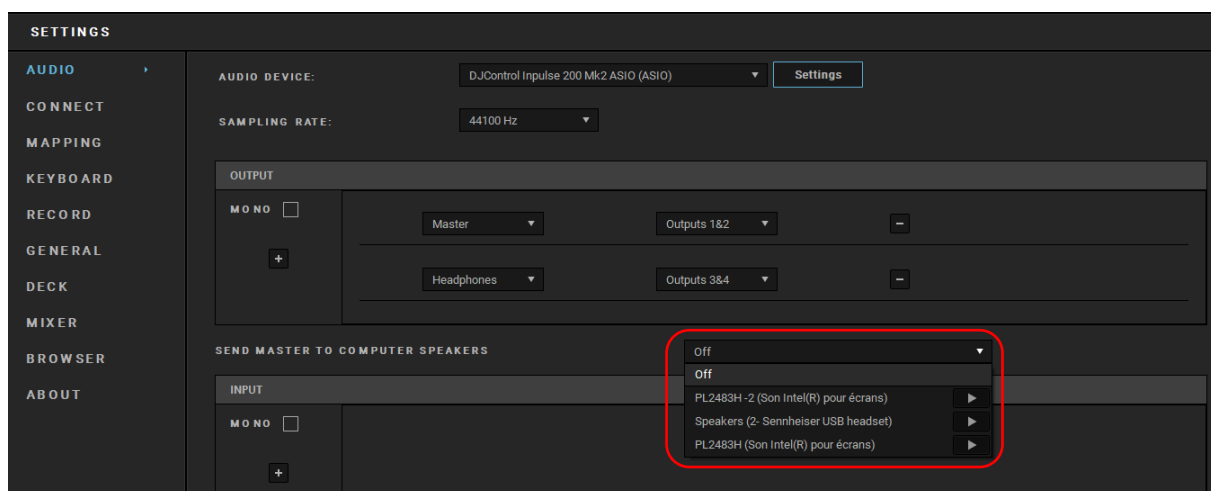 SETTINGS
AUDIO
CONNECT
MAPPING
KEYBOARD
RECORD
GENERAL
DECK
MIXER
BROWSER
ABOUT
AUDIO DEVICE:
DJControl Inpulse 200 Mk2 ASIO (ASIO)
Settings
SAMPLING RATE:
44100 Hz
OUTPUT
MONO
+
Master
Outputs 1&2
−
Headphones
Outputs 3&4
−
SEND MASTER TO COMPUTER SPEAKERS
Off
Off
PL2483H -2 (Son Intel(R) pour écrans)
Speakers (2- Sennheiser USB headset)
PL2483H (Son Intel(R) pour écrans)
INPUT
MONO
+